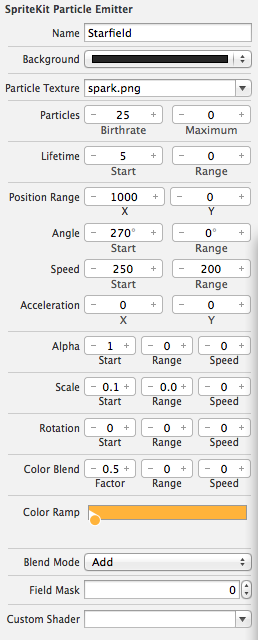 SpriteKit Particle Emitter
Name Starfield
Background
Particle Texture spark.png
Particles − 25 + − 0 +
Birthrate Maximum
Lifetime − 5 + − 0 +
Start Range
Position Range − 1000 + − 0 +
X Y
Angle − 270° + − 0° +
Start Range
Speed − 250 + − 200 +
Start Range
Acceleration − 0 + − 0 +
X Y
Alpha − 1 + − 0 + − 0 +
Start Range Speed
Scale − 0.1 + − 0.0 + − 0 +
Start Range Speed
Rotation − 0 + − 0 + − 0 +
Start Range Speed
Color Blend − 0.5 + − 0 + − 0 +
Factor Range Speed
Color Ramp
Blend Mode Add
Field Mask 0
Custom Shader